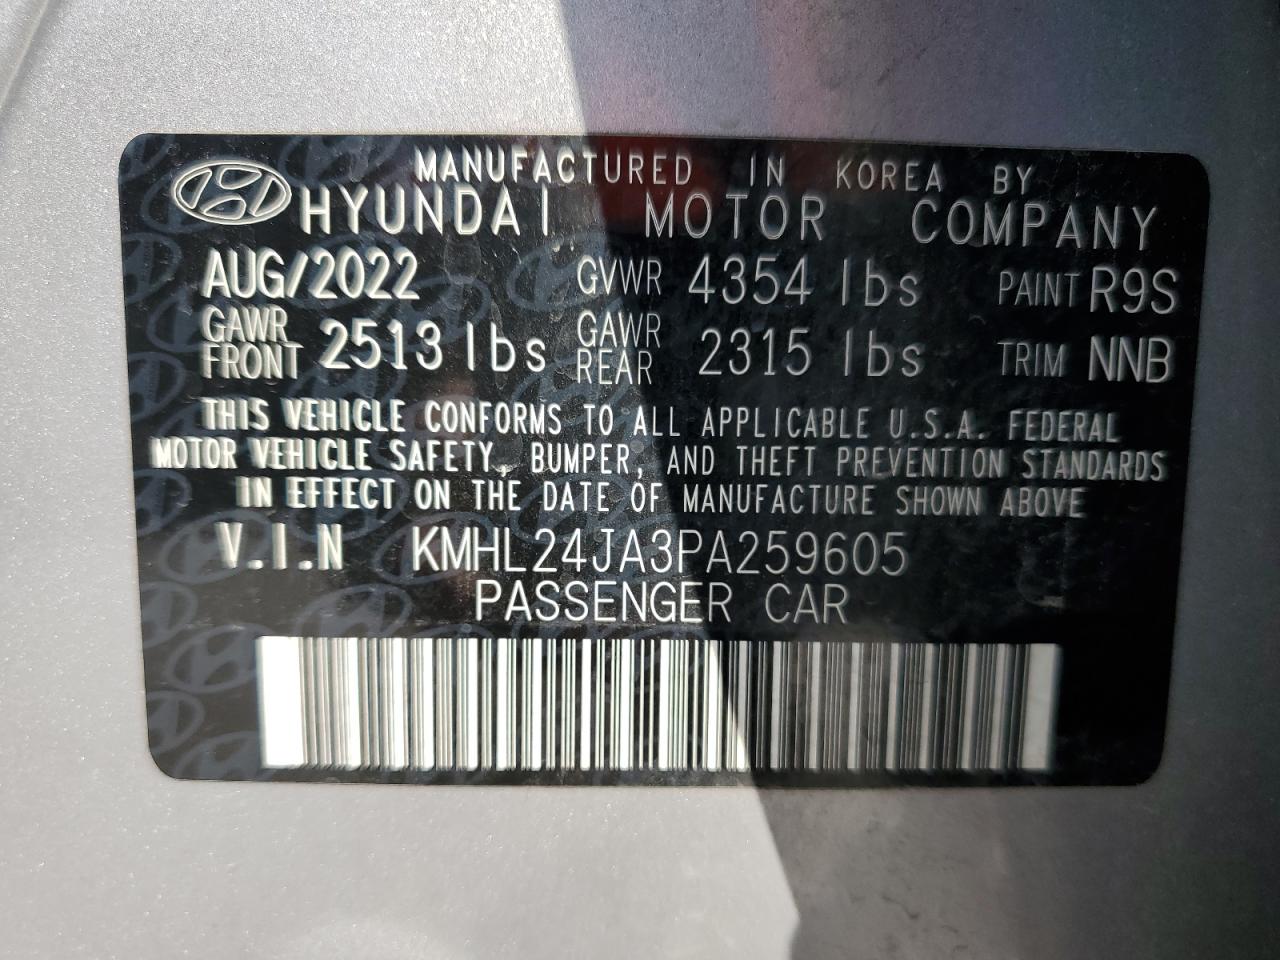 MANUFACTURED IN KOREA BY
HYUNDAI MOTOR COMPANY
AUG/2022 GVWR 4354 lbs PAINT R9S
GAWR FRONT 2513 lbs GAWR REAR 2315 lbs TRIM NNB
THIS VEHICLE CONFORMS TO ALL APPLICABLE U.S.A. FEDERAL
MOTOR VEHICLE SAFETY, BUMPER, AND THEFT PREVENTION STANDARDS
IN EFFECT ON THE DATE OF MANUFACTURE SHOWN ABOVE
V.I.N KMHL24JA3PA259605
PASSENGER CAR